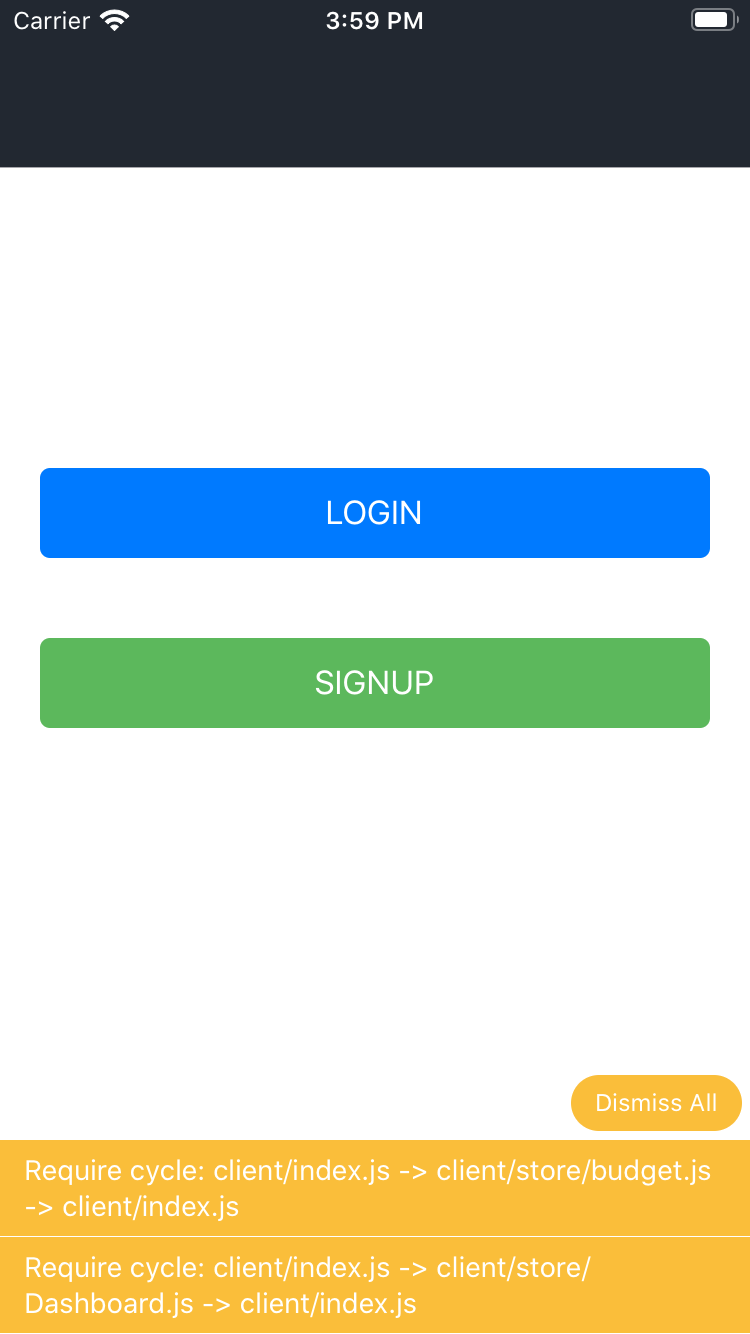 Carrier 3:59 PM
LOGIN
SIGNUP
Dismiss All
Require cycle: client/index.js -> client/store/budget.js
-> client/index.js
Require cycle: client/index.js -> client/store/
Dashboard.js -> client/index.js